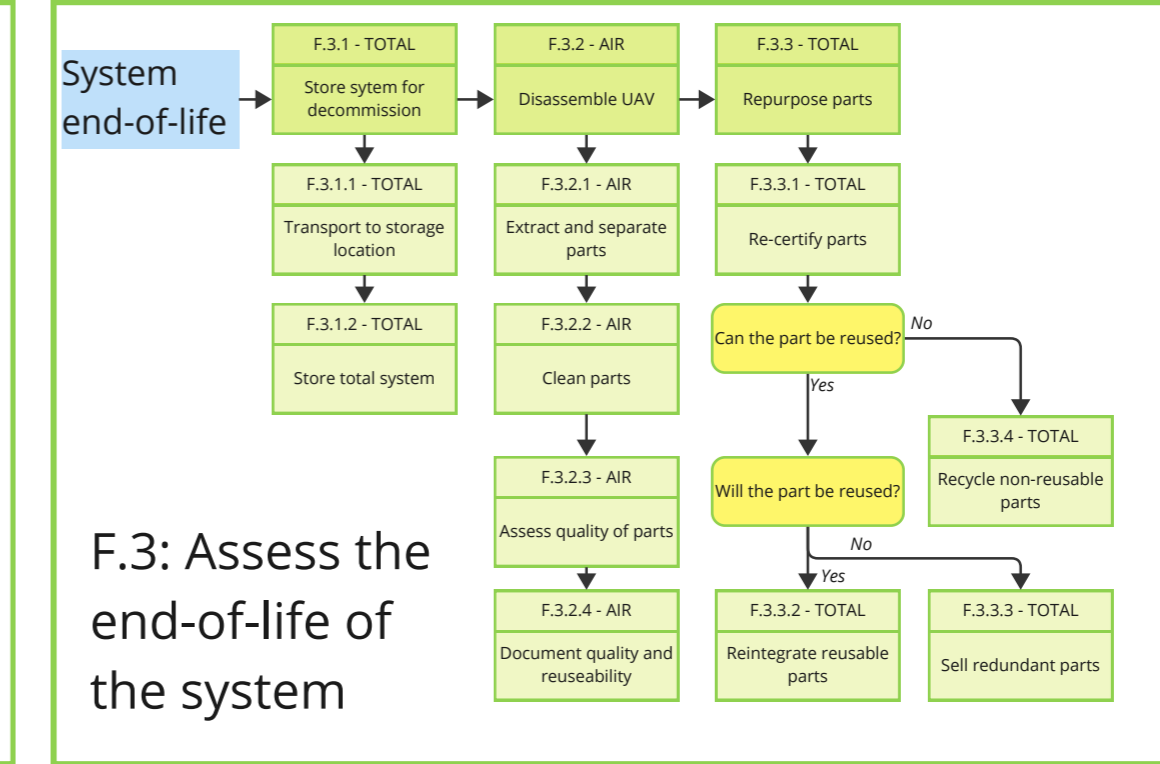 System
end-of-life
F.3.1 - TOTAL
Store sytem for
decommission
F.3.2 - AIR
Disassemble UAV
F.3.3 - TOTAL
Repurpose parts
F.3.1.1 - TOTAL
Transport to storage
location
F.3.1.2 - TOTAL
Store total system
F.3.2.1 - AIR
Extract and separate
parts
F.3.2.2 - AIR
Clean parts
F.3.2.3 - AIR
Assess quality of parts
F.3.2.4 - AIR
Document quality and
reuseability
F.3.3.1 - TOTAL
Re-certify parts
Can the part be reused?
No
Yes
F.3.3.4 - TOTAL
Recycle non-reusable
parts
Will the part be reused?
No
Yes
F.3.3.2 - TOTAL
Reintegrate reusable
parts
F.3.3.3 - TOTAL
Sell redundant parts
F.3: Assess the
end-of-life of
the system